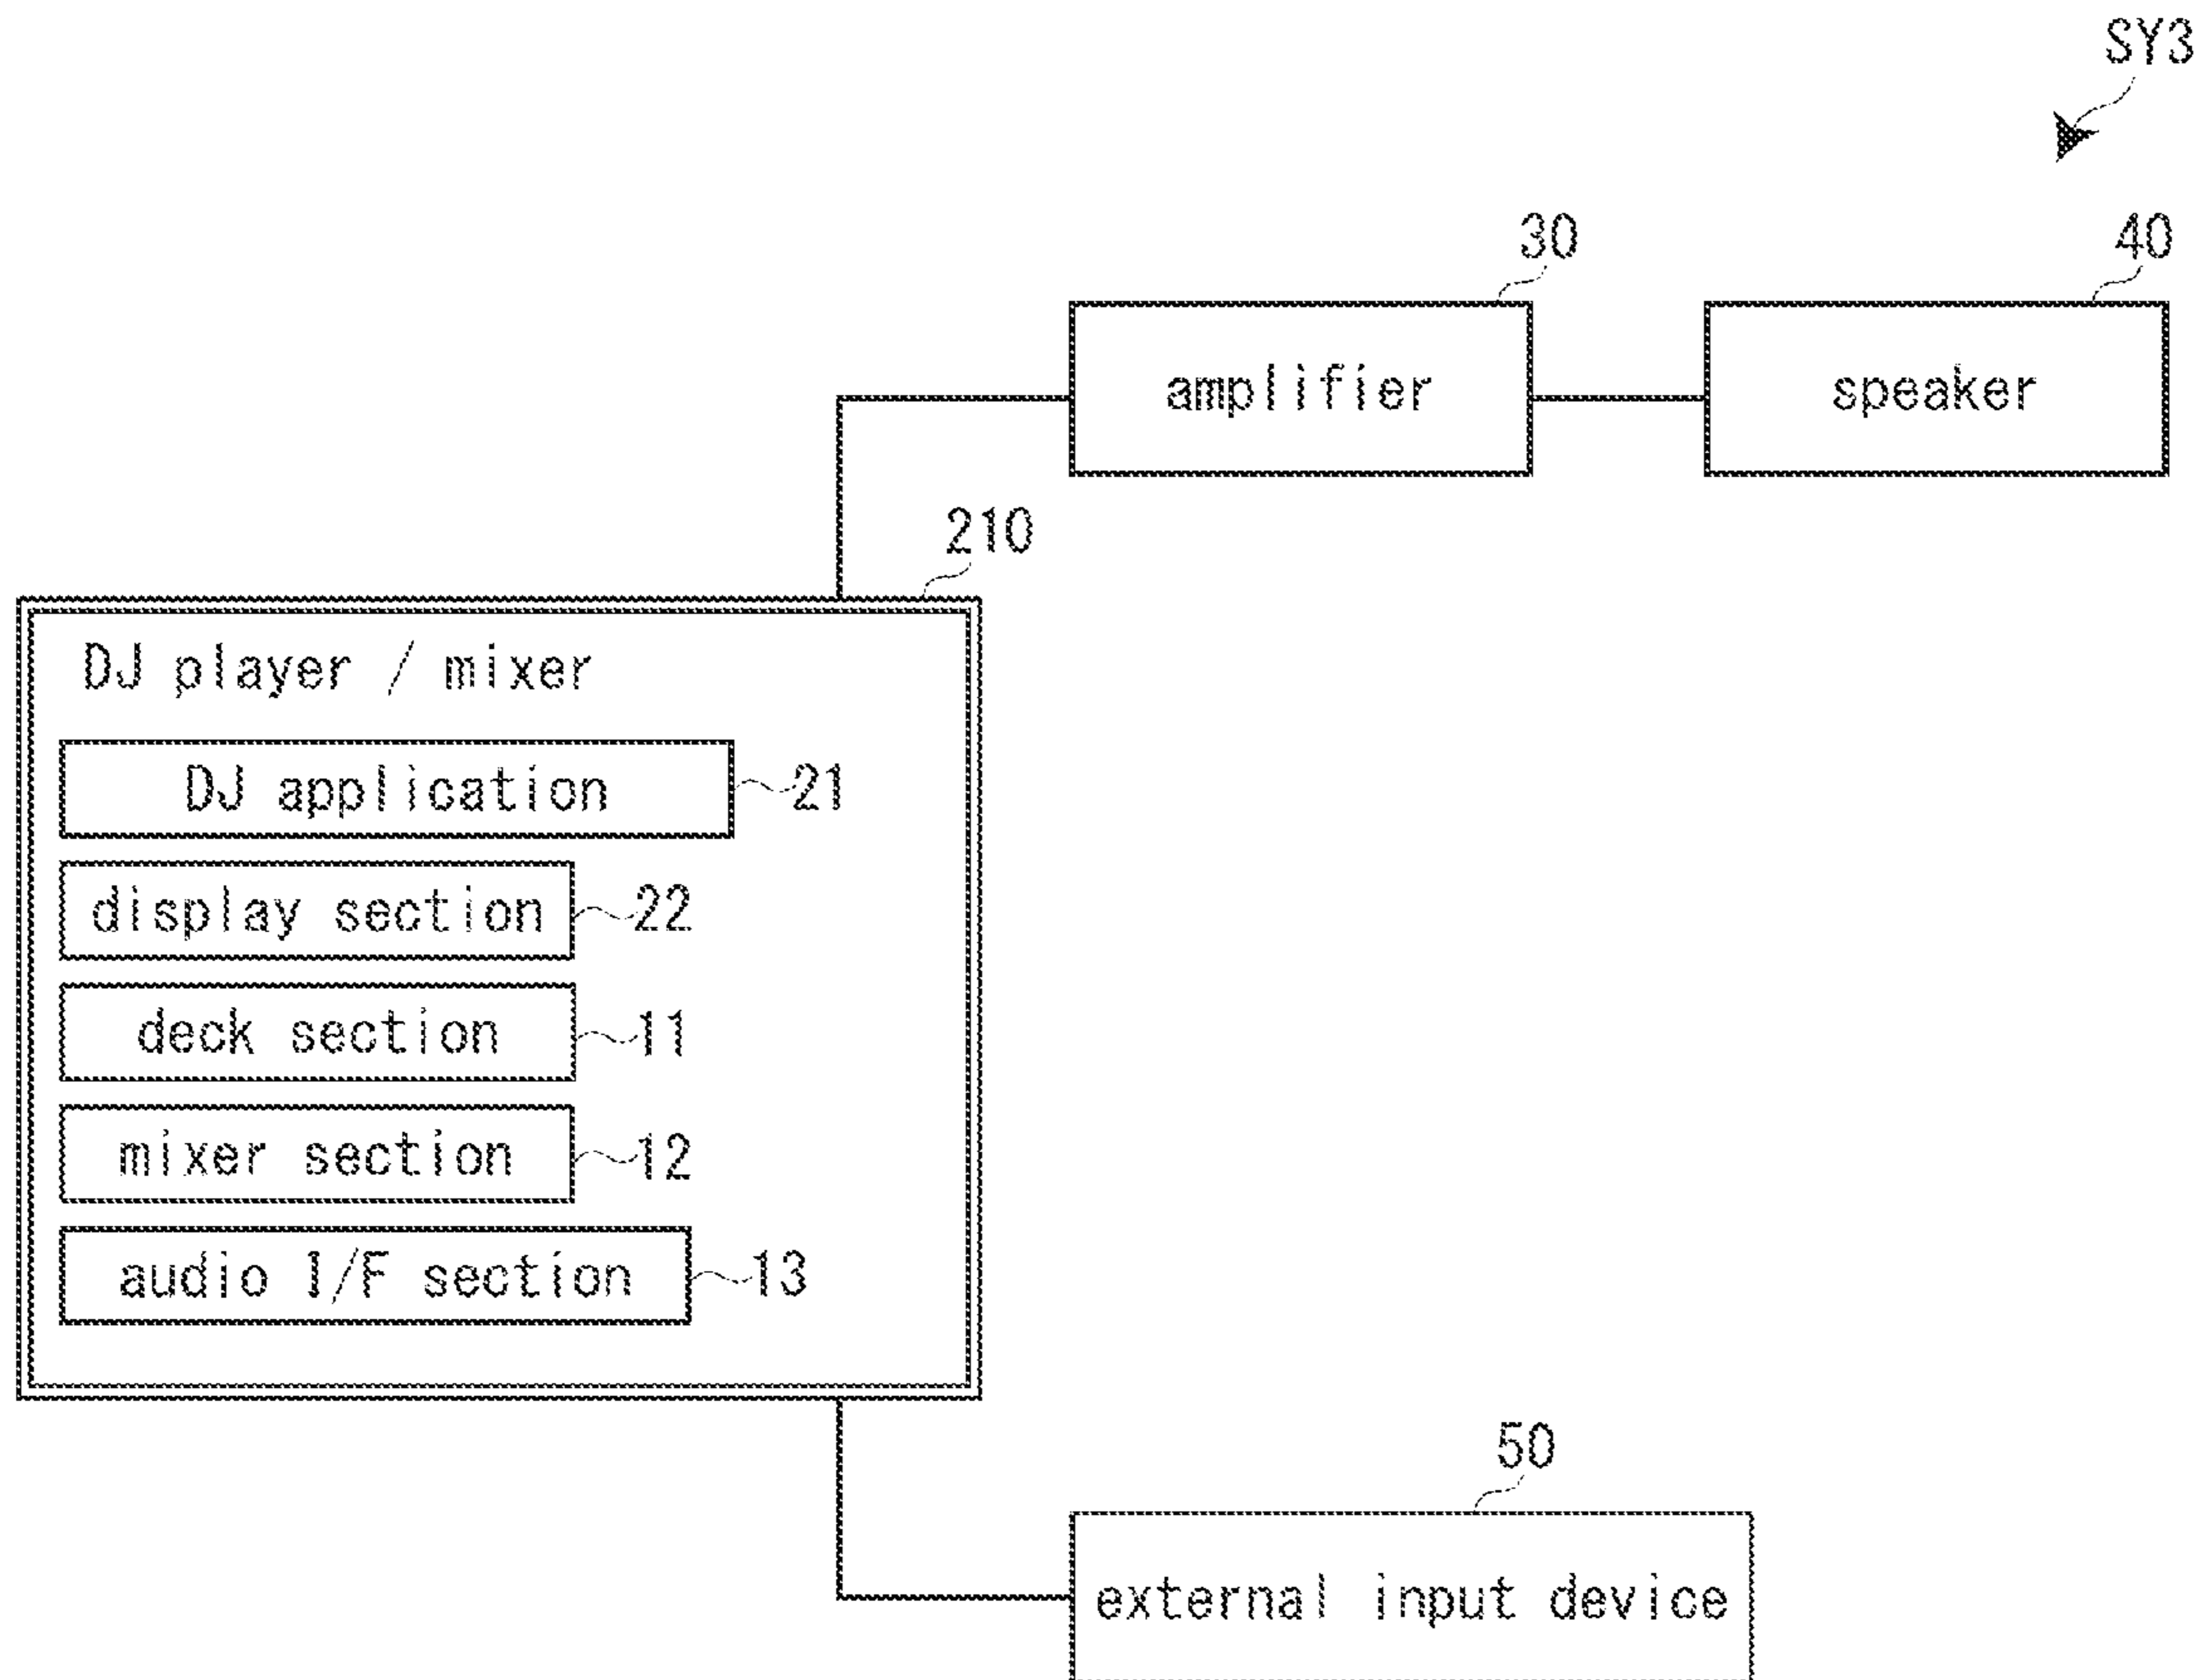 SY3
30
40
amplifier
speaker
210
DJ player / mixer
DJ application
21
display section
22
deck section
11
mixer section
12
audio I/F section
13
50
external input device